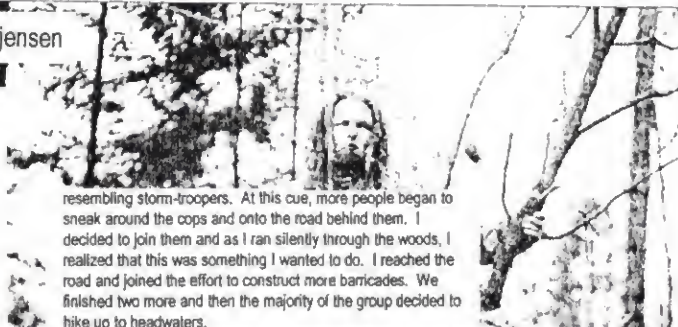 jensen
resembling storm-troopers. At this cue, more people began to
sneak around the cops and onto the road behind them. I
decided to join them and as I ran silently through the woods, I
realized that this was something I wanted to do. I reached the
road and joined the effort to construct more barricades. We
finished two more and then the majority of the group decided to
hike up to headwaters.